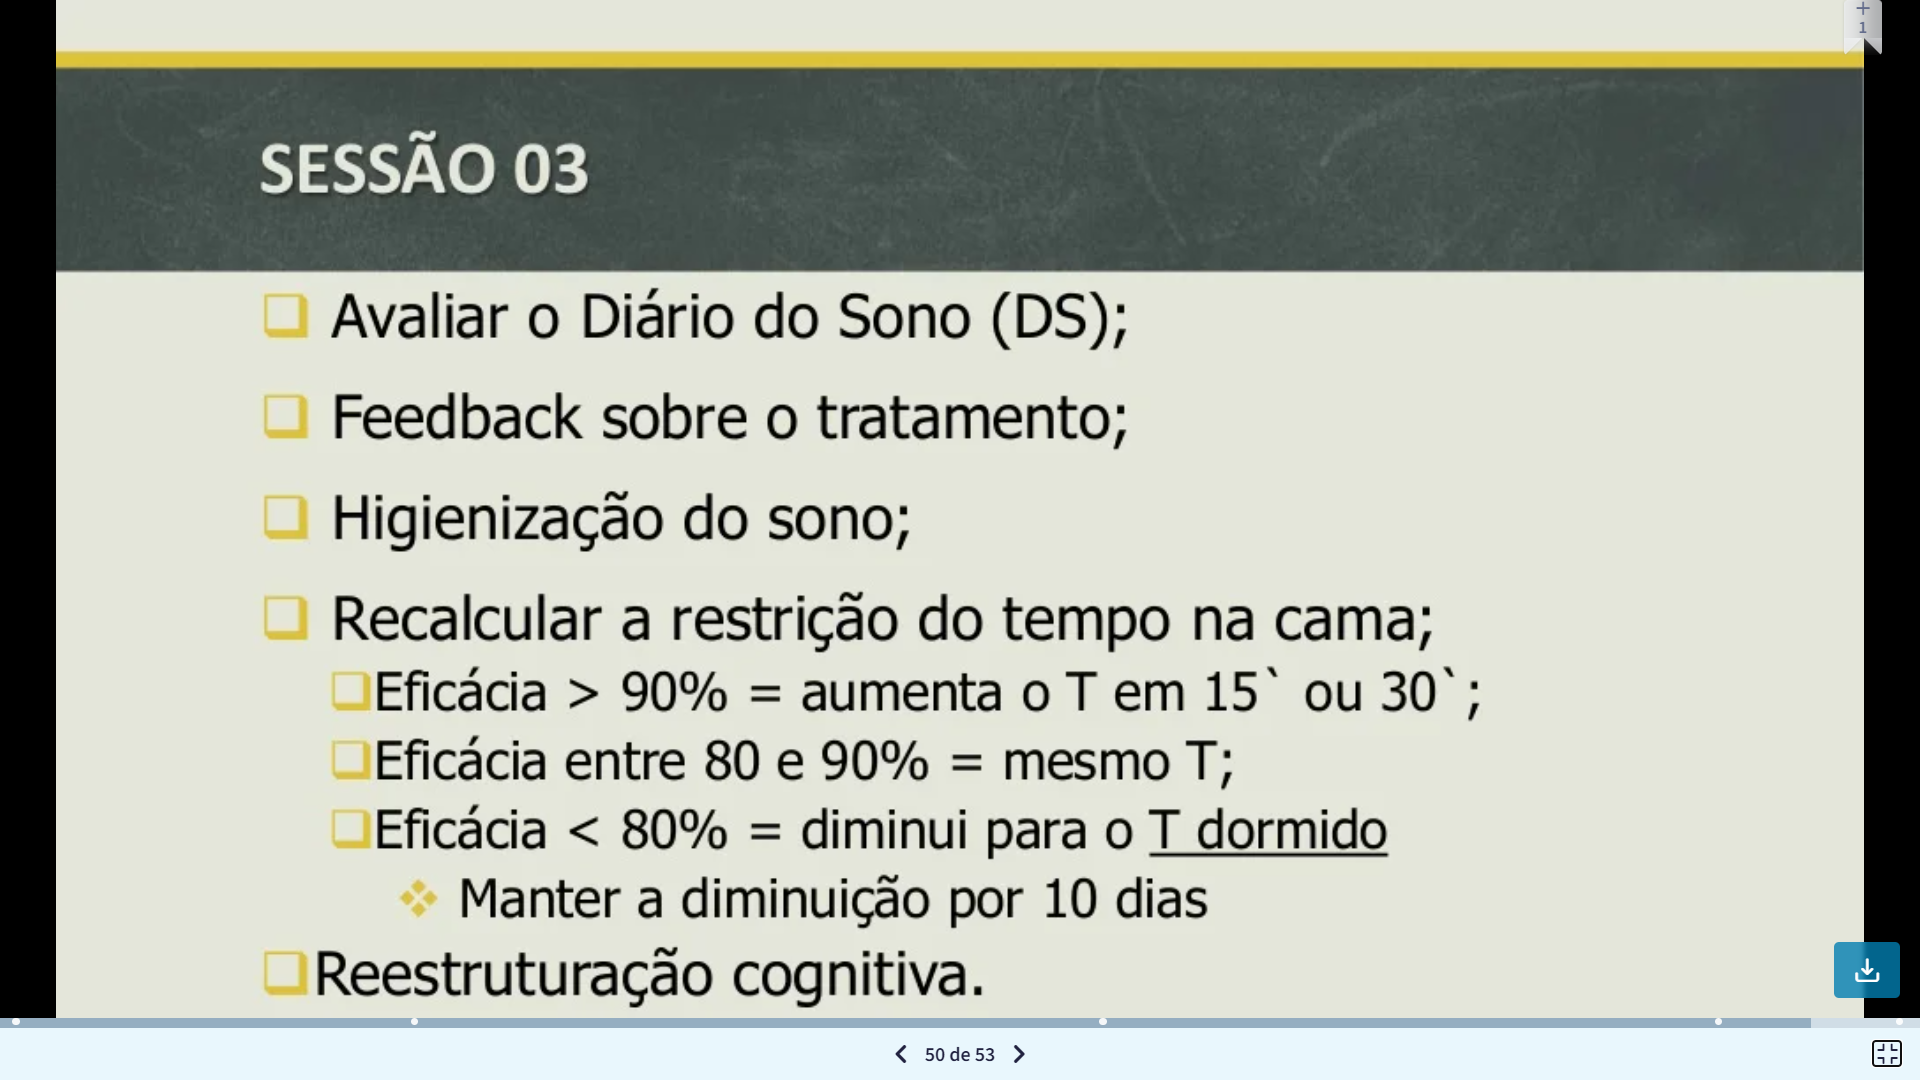 +
1
SESSÃO 03
Avaliar o Diário do Sono (DS);
Feedback sobre o tratamento;
Higienização do sono;
Recalcular a restrição do tempo na cama;
Eficácia > 90% = aumenta o T em 15` ou 30`;
Eficácia entre 80 e 90% = mesmo T;
Eficácia < 80% = diminui para o T dormido
Manter a diminuição por 10 dias
Reestruturação cognitiva.
50 de 53